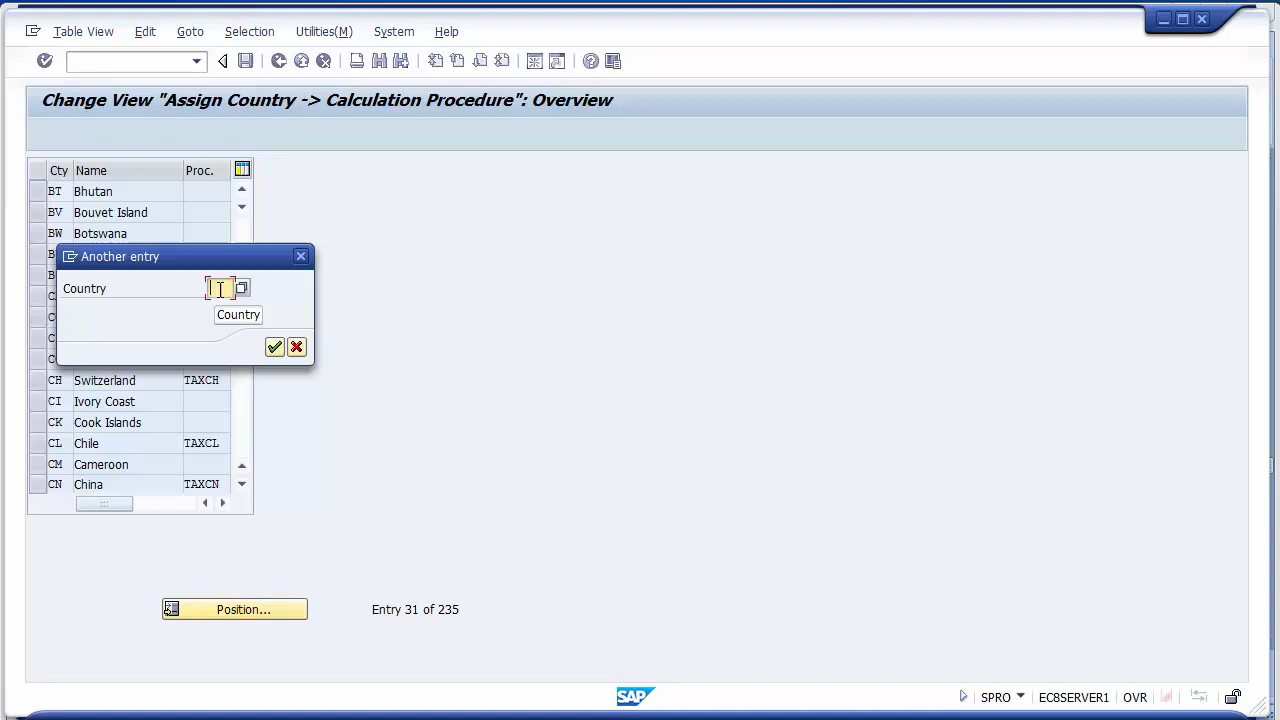 Table View Edit Goto Selection Utilities(M) System Help
Change View "Assign Country -> Calculation Procedure": Overview
Cty Name Proc.
BT Bhutan
BV Bouvet Island
BW Botswana
B
B
C
C
C
C
Another entry
Country
Country
CH Switzerland TAXCH
CI Ivory Coast
CK Cook Islands
CL Chile TAXCL
CM Cameroon
CN China TAXCN
Position... Entry 31 of 235
SAP SPRO EC8SERVER1 OVR